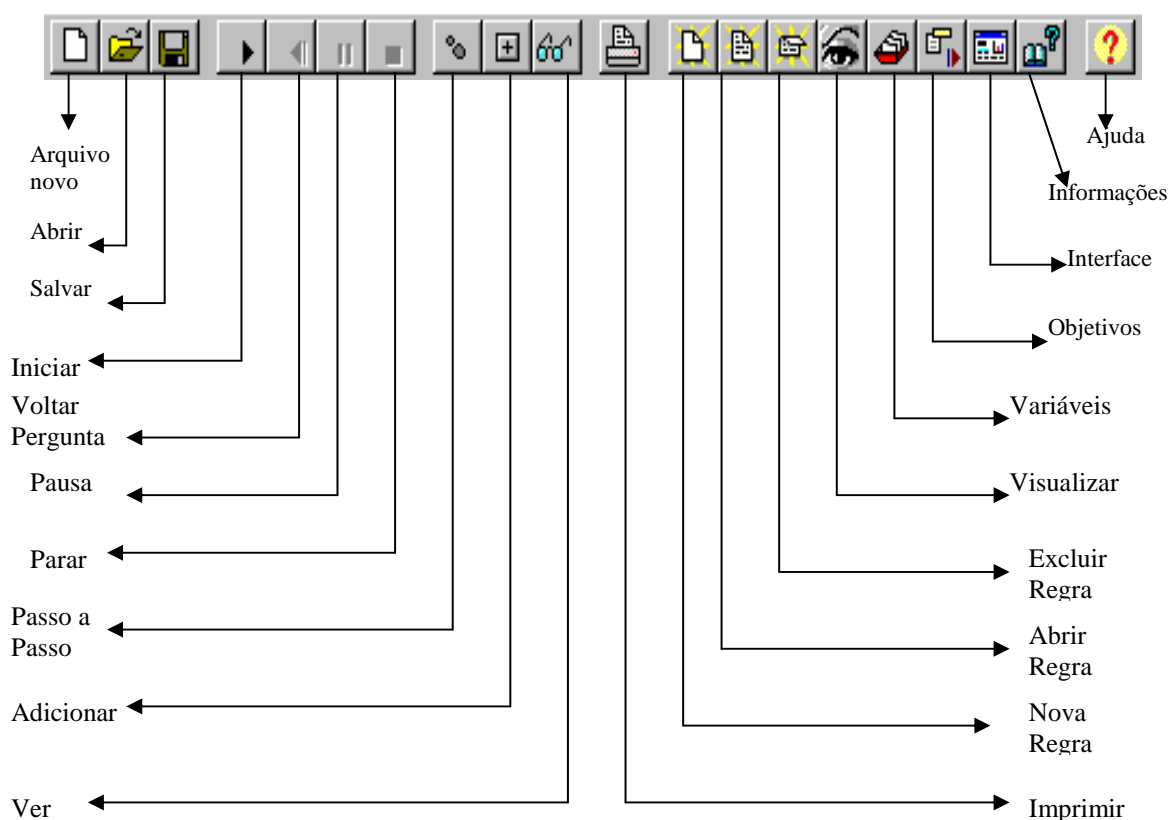 Ajuda
Arquivo
novo
Informações
Abrir
Interface
Salvar
Objetivos
Iniciar
Voltar
Pergunta
Variáveis
Pausa
Visualizar
Parar
Excluir
Regra
Passo a
Passo
Abrir
Regra
Adicionar
Nova
Regra
Ver
Imprimir